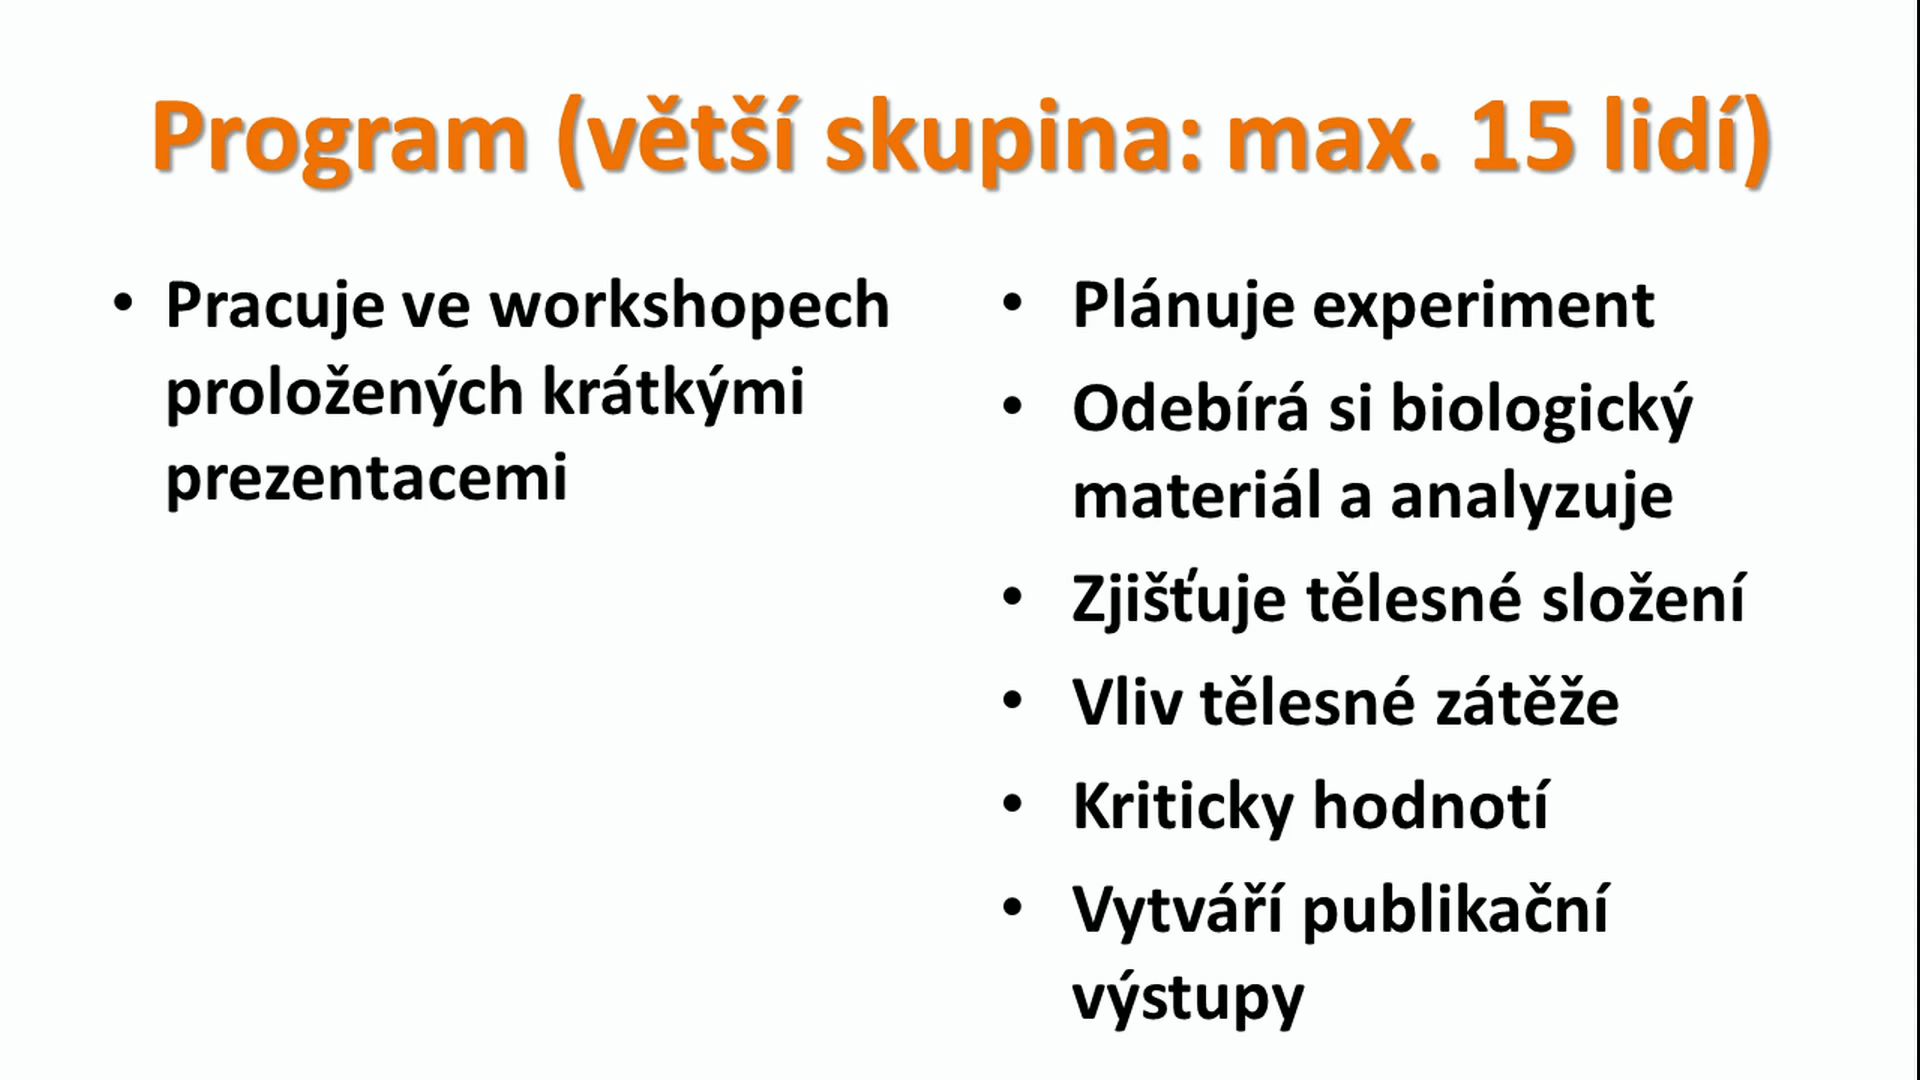 Program (větší skupina: max. 15 lidí)
• Pracuje ve workshopech
proložených krátkými
prezentacemi
• Plánuje experiment
• Odebírá si biologický
materiál a analyzuje
• Zjišťuje tělesné složení
• Vliv tělesné zátěže
• Kriticky hodnotí
• Vytváří publikační
výstupy